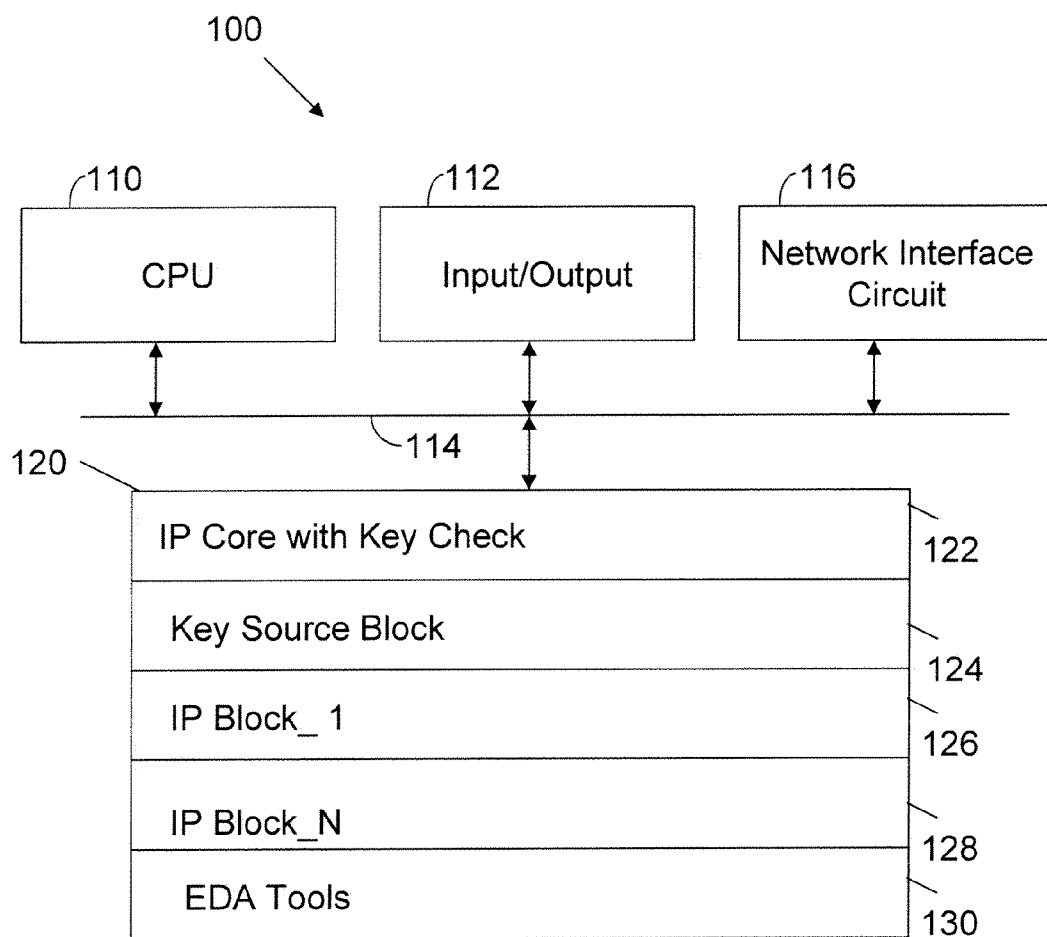 100
110
112
116
CPU
Input/Output
Network Interface
Circuit
114
120
IP Core with Key Check
122
Key Source Block
124
IP Block_ 1
126
IP Block_N
128
EDA Tools
130